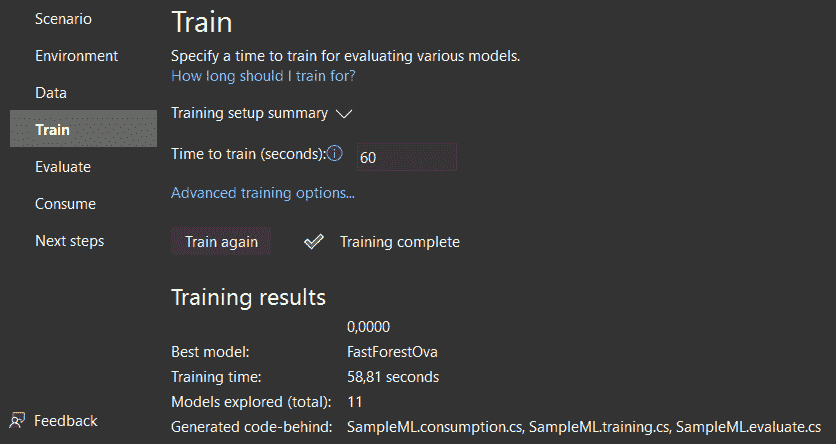 Scenario
Environment
Data
Train
Evaluate
Consume
Next steps
Feedback
Train
Specify a time to train for evaluating various models.
How long should I train for?
Training setup summary
Time to train (seconds): 60
Advanced training options...
Train again Training complete
Training results
0,0000
Best model: FastForestOva
Training time: 58,81 seconds
Models explored (total): 11
Generated code-behind: SampleML.consumption.cs, SampleML.training.cs, SampleML.evaluate.cs